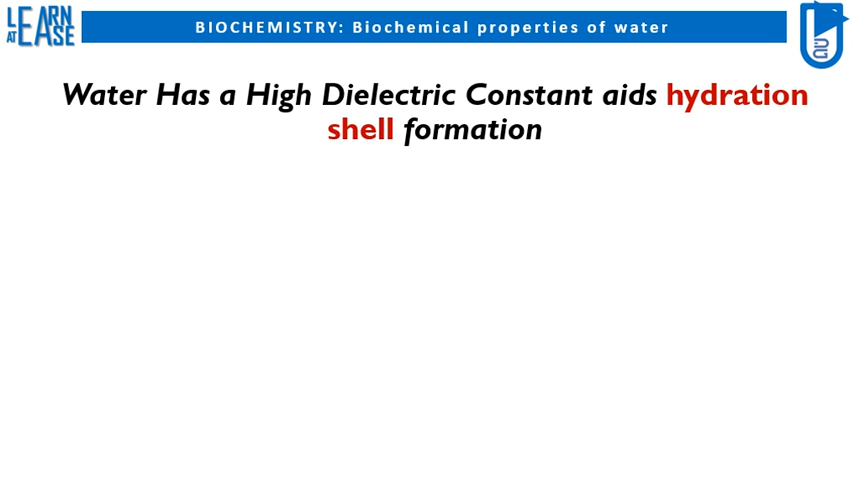 LEARN
AT EASE
BIOCHEMISTRY: Biochemical properties of water
Water Has a High Dielectric Constant aids hydration
shell formation